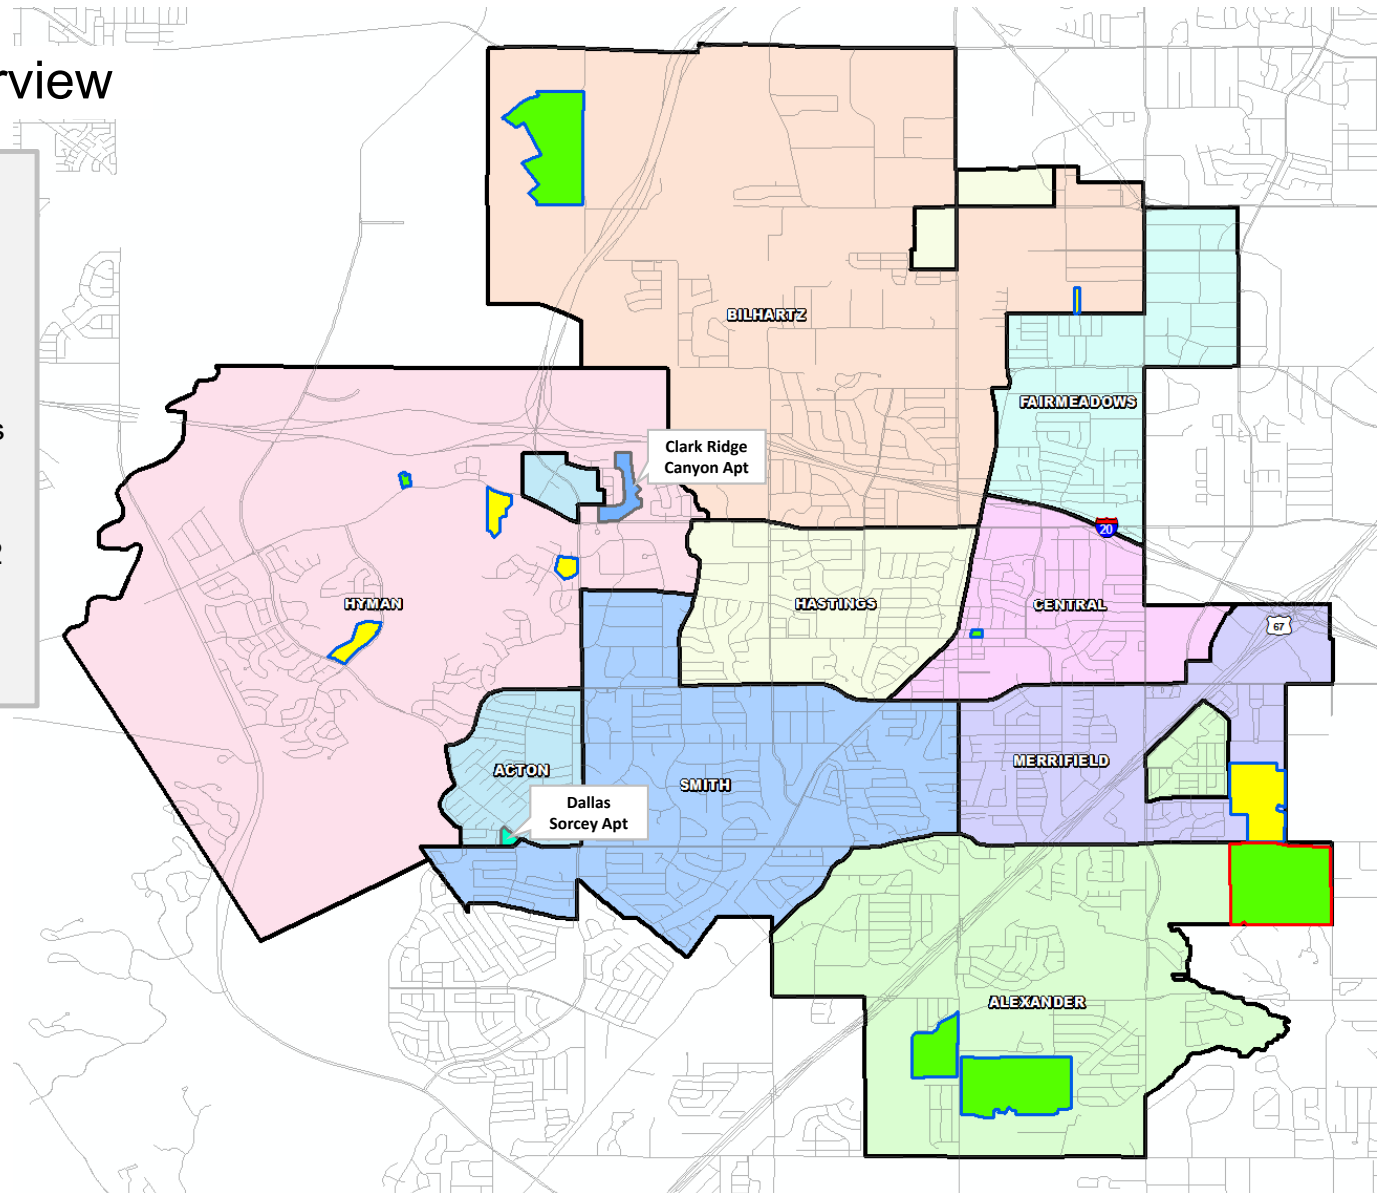 rview
s
2
BILHARTZ
FAIRMEADOWS
Clark Ridge
Canyon Apt
20
HYMAN
HASTINGS
CENTRAL
67
ACTON
SMITH
MERRIFIELD
Dallas
Sorcey Apt
ALEXANDER